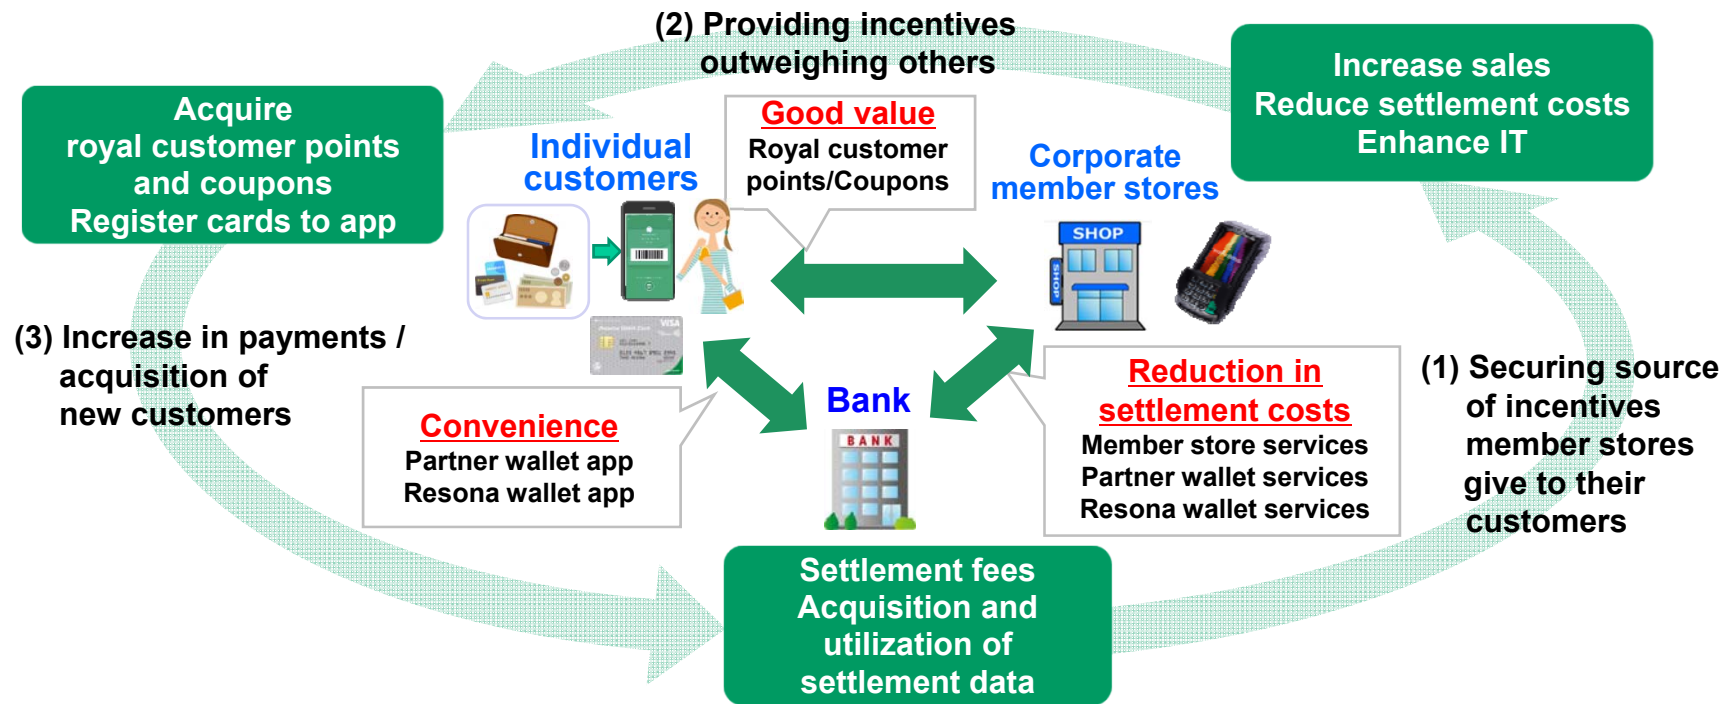 (2) Providing incentives
outweighing others
Increase sales
Reduce settlement costs
Enhance IT
Acquire
royal customer points
and coupons
Register cards to app
Good value
Royal customer
points/Coupons
Individual
customers
Corporate
member stores
SHOP
SHOP
VISA
(3) Increase in payments /
acquisition of
new customers
(1) Securing source
of incentives
member stores
give to their
customers
Convenience
Partner wallet app
Resona wallet app
Bank
BANK
Reduction in
settlement costs
Member store services
Partner wallet services
Resona wallet services
Settlement fees
Acquisition and
utilization of
settlement data